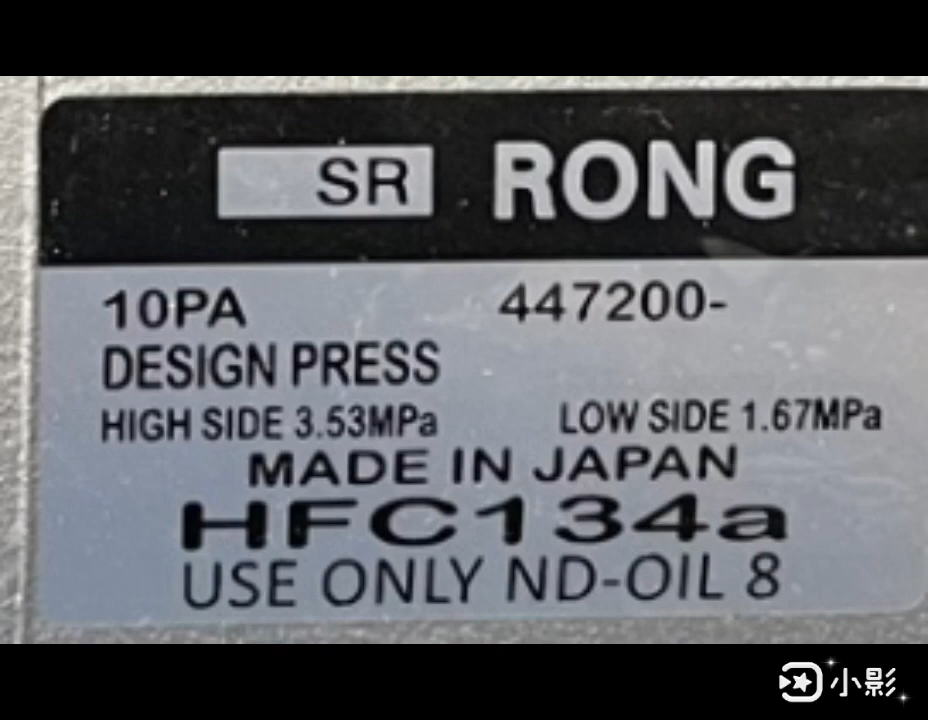 SR RONG
10PA 447200-
DESIGN PRESS
HIGH SIDE 3.53MPa LOW SIDE 1.67MPa
MADE IN JAPAN
HFC134a
USE ONLY ND-OIL 8
小影